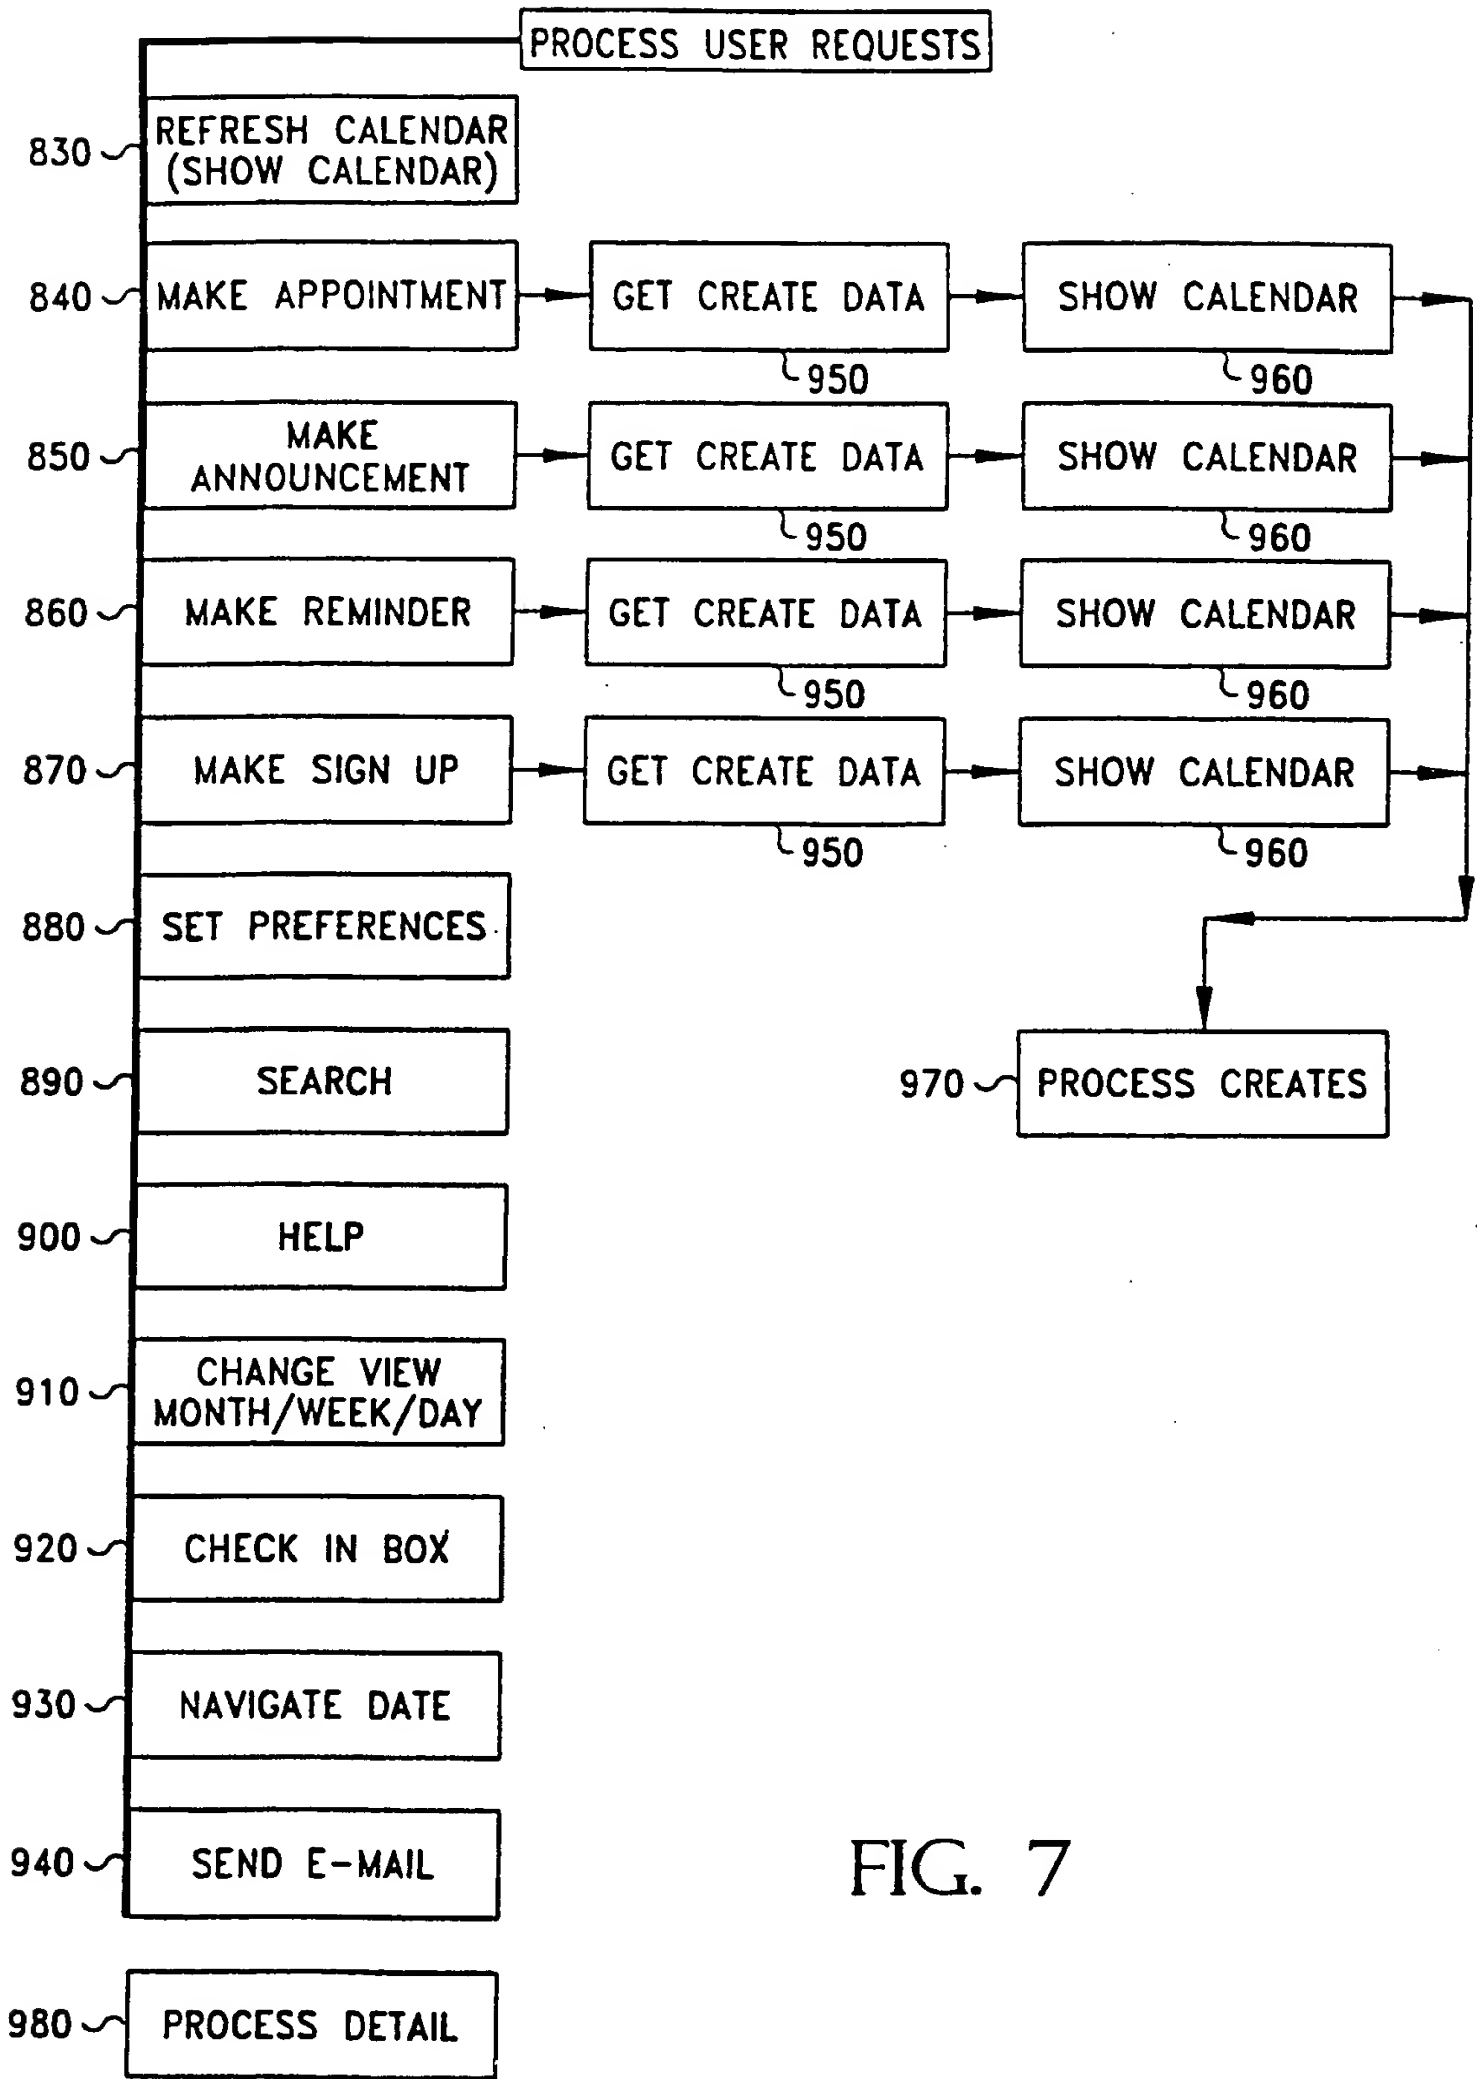 PROCESS USER REQUESTS
830
REFRESH CALENDAR
(SHOW CALENDAR)
840
MAKE APPOINTMENT
GET CREATE DATA
SHOW CALENDAR
950
960
850
MAKE
ANNOUNCEMENT
GET CREATE DATA
SHOW CALENDAR
950
960
860
MAKE REMINDER
GET CREATE DATA
SHOW CALENDAR
950
960
870
MAKE SIGN UP
GET CREATE DATA
SHOW CALENDAR
950
960
880
SET PREFERENCES
890
SEARCH
970
PROCESS CREATES
900
HELP
910
CHANGE VIEW
MONTH/WEEK/DAY
920
CHECK IN BOX
930
NAVIGATE DATE
940
SEND E-MAIL
FIG. 7
980
PROCESS DETAIL